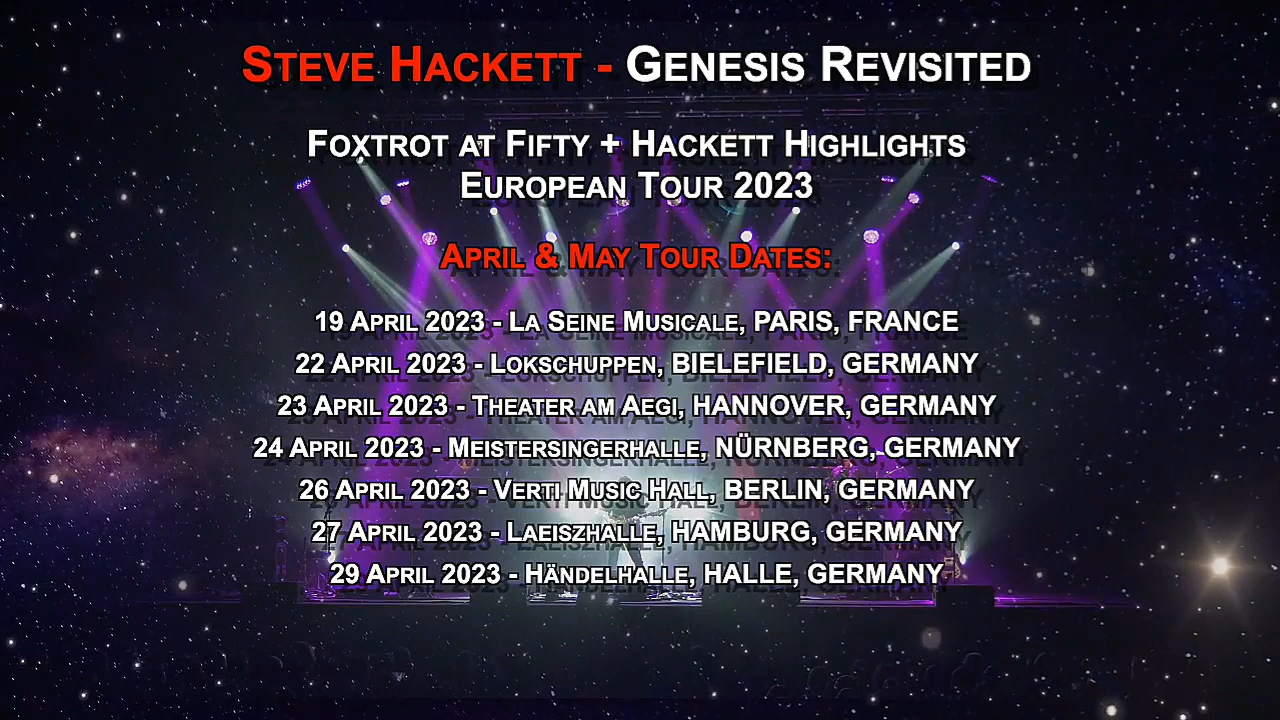 Steve Hackett - Genesis Revisited
Foxtrot at Fifty + Hackett Highlights
European Tour 2023
April & May Tour Dates:
19 April 2023 - La Seine Musicale, PARIS, FRANCE
22 April 2023 - Lokschuppen, BIELEFIELD, GERMANY
23 April 2023 - Theater am Aegi, HANNOVER, GERMANY
24 April 2023 - Meistersingerhalle, NÜRNBERG, GERMANY
26 April 2023 - Verti Music Hall, BERLIN, GERMANY
27 April 2023 - Laeiszhalle, HAMBURG, GERMANY
29 April 2023 - Händelhalle, HALLE, GERMANY